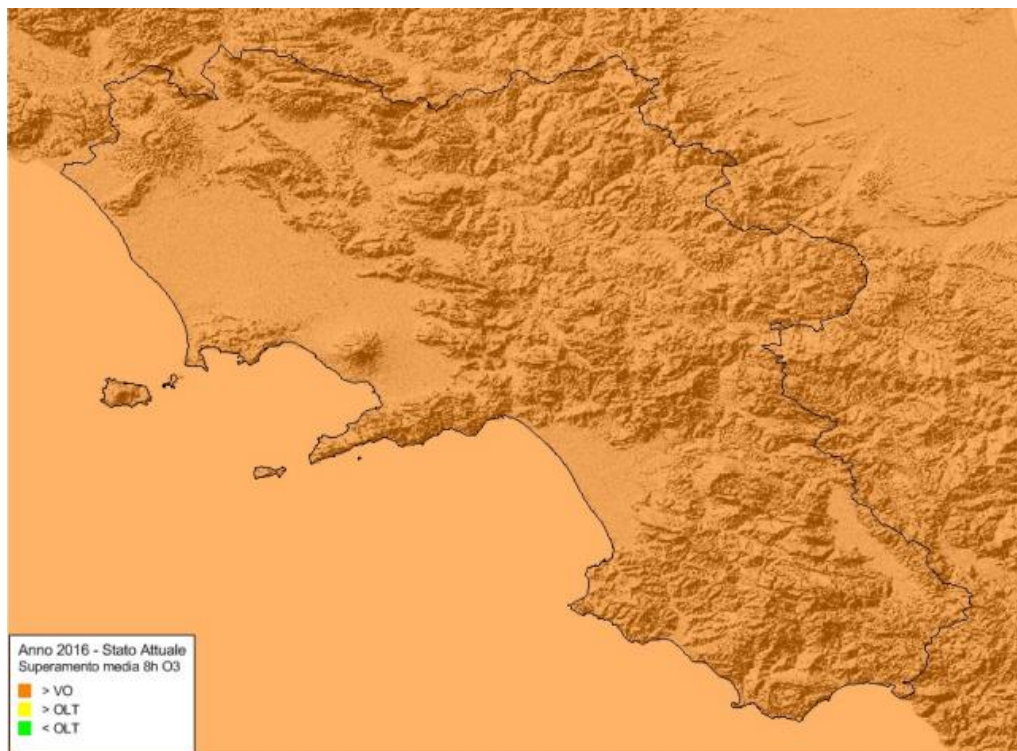 Anno 2016 - Stato Attuale
Superamento media 8h O3
> VO
> OLT
< OLT